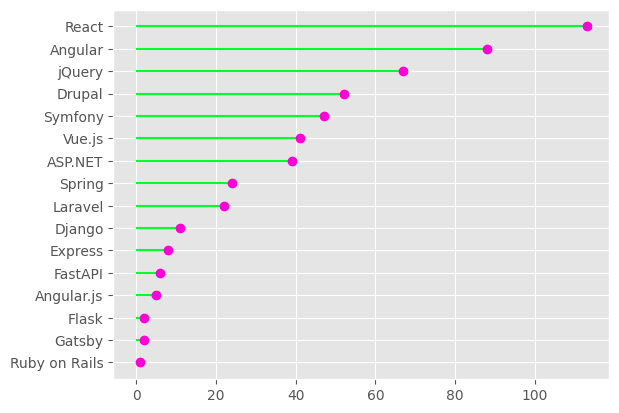 React
Angular
jQuery
Drupal
Symfony
Vue.js
ASP.NET
Spring
Laravel
Django
Express
FastAPI
Angular.js
Flask
Gatsby
Ruby on Rails
0 20 40 60 80 100